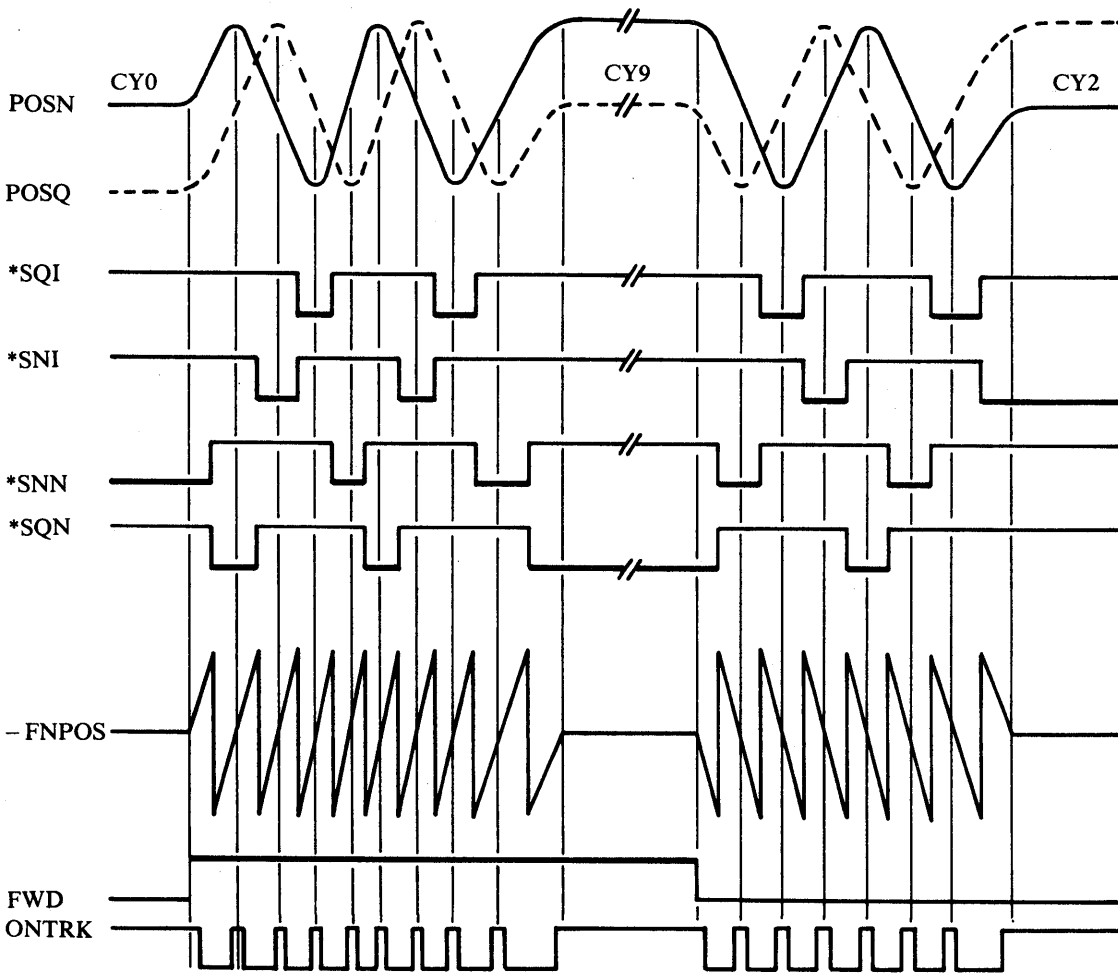 CY0
CY9
CY2
POSN
POSQ
*SQI
*SNI
*SNN
*SQN
– FNPOS
FWD
ONTRK